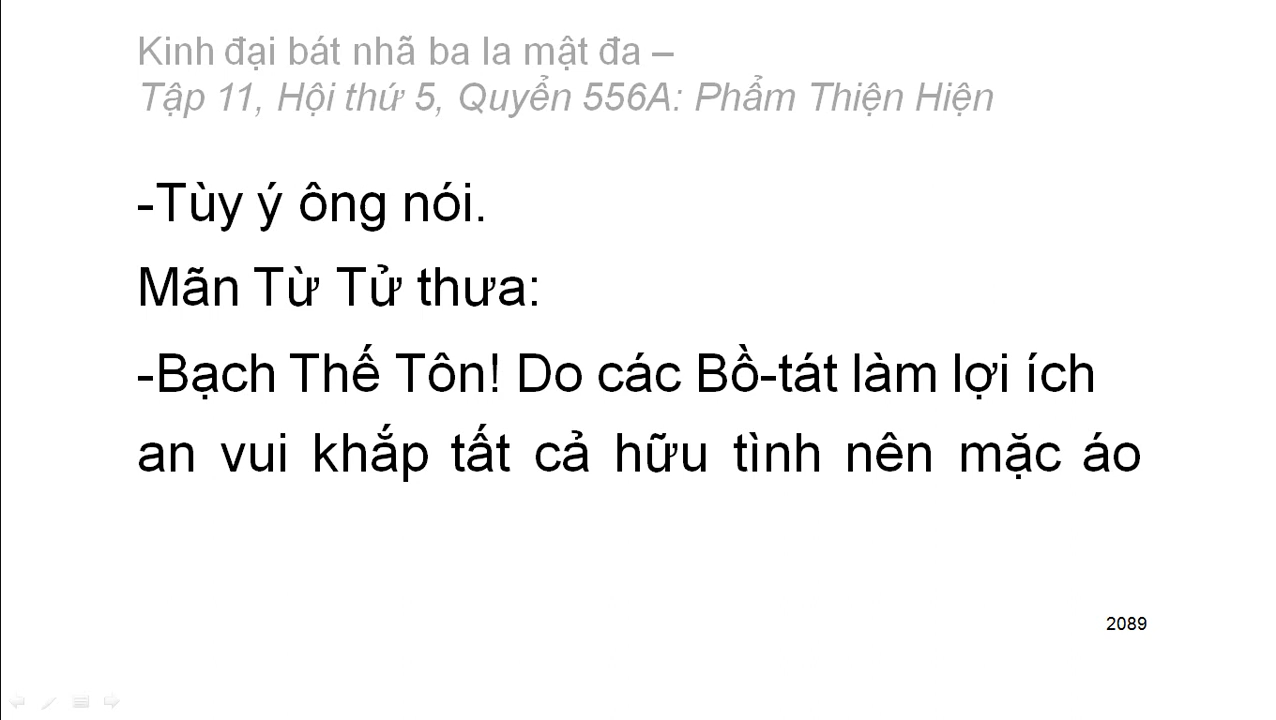 Kinh đại bát nhã ba la mật đa –
Tập 11, Hội thứ 5, Quyển 556A: Phẩm Thiện Hiện
-Tùy ý ông nói.
Mãn Từ Tử thưa:
-Bạch Thế Tôn! Do các Bồ-tát làm lợi ích
an vui khắp tất cả hữu tình nên mặc áo
2089